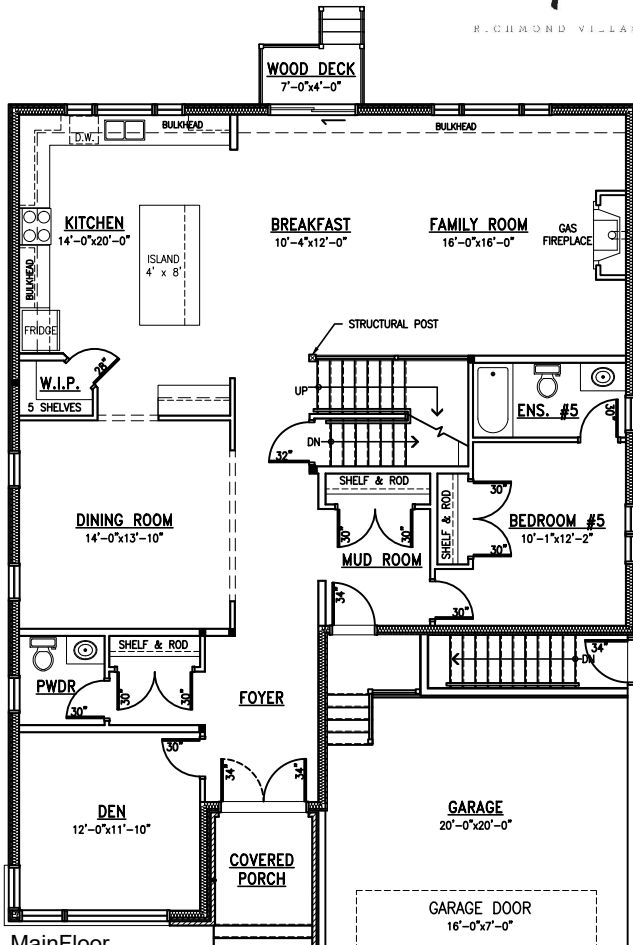 RICHMOND VILLA
WOOD DECK
7'-0"x4'-0"
BULKHEAD
BULKHEAD
D.W.
KITCHEN
14'-0"x20'-0"
BREAKFAST
10'-4"x12'-0"
FAMILY ROOM
16'-0"x16'-0"
GAS
FIREPLACE
ISLAND
4' x 8'
BULKHEAD
FRIDGE
STRUCTURAL POST
28"
W.I.P.
5 SHELVES
UP
ENS. #5
30"
DN
32"
SHELF & ROD
SHELF & ROD
30"
30"
BEDROOM #5
10'-1"x12'-2"
30"
30"
DINING ROOM
14'-0"x13'-10"
MUD ROOM
34"
30"
SHELF & ROD
PWDR
30"
30"
30"
DN
34"
FOYER
30"
34"
34"
DEN
12'-0"x11'-10"
GARAGE
20'-0"x20'-0"
COVERED
PORCH
GARAGE DOOR
16'-0"x7'-0"
MainFloor